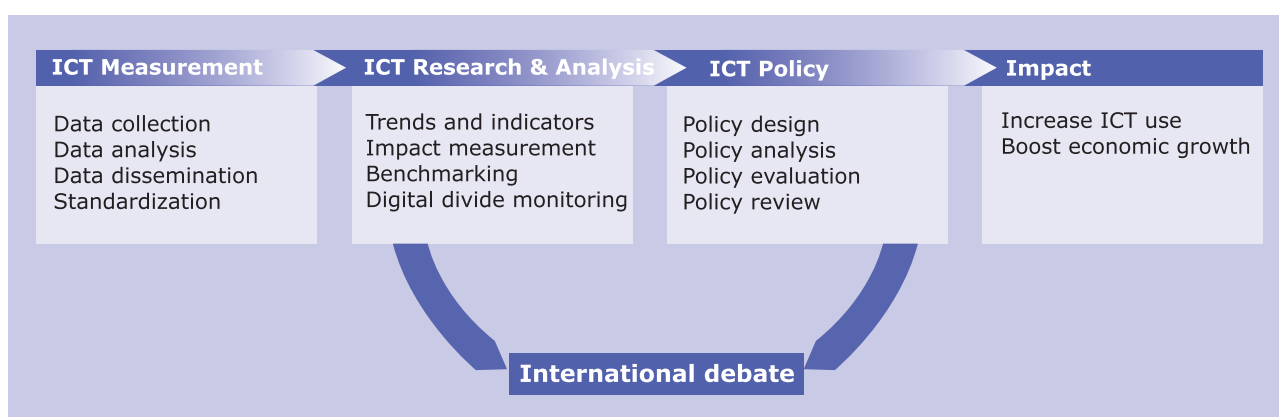 ICT Measurement
Data collection
Data analysis
Data dissemination
Standardization
ICT Research & Analysis
Trends and indicators
Impact measurement
Benchmarking
Digital divide monitoring
ICT Policy
Policy design
Policy analysis
Policy evaluation
Policy review
Impact
Increase ICT use
Boost economic growth
International debate